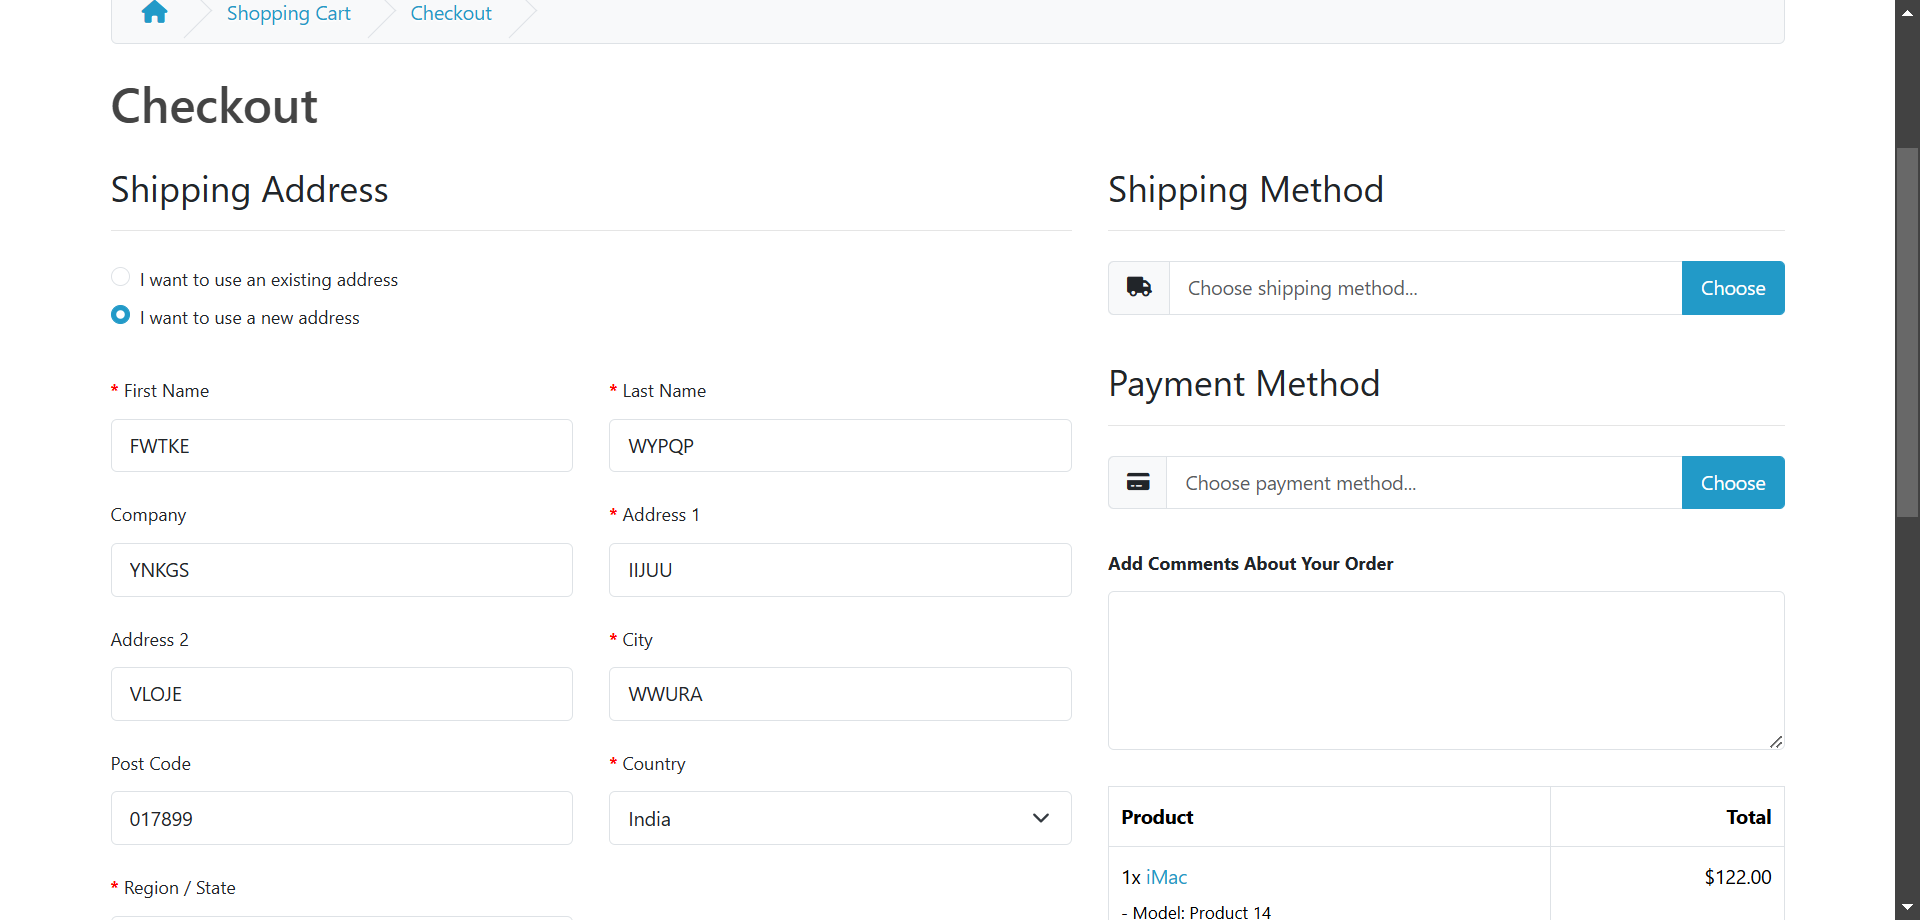 Shopping Cart
Checkout
Checkout
Shipping Address
I want to use an existing address
I want to use a new address
* First Name
FWTKE
* Last Name
WYPQP
Company
YNKGS
* Address 1
IIJUU
Address 2
VLOJE
* City
WWURA
Post Code
017899
* Country
India
* Region / State
Shipping Method
Choose shipping method...
Choose
Payment Method
Choose payment method...
Choose
Add Comments About Your Order
Product
Total
1x iMac
$122.00
- Model: Product 14